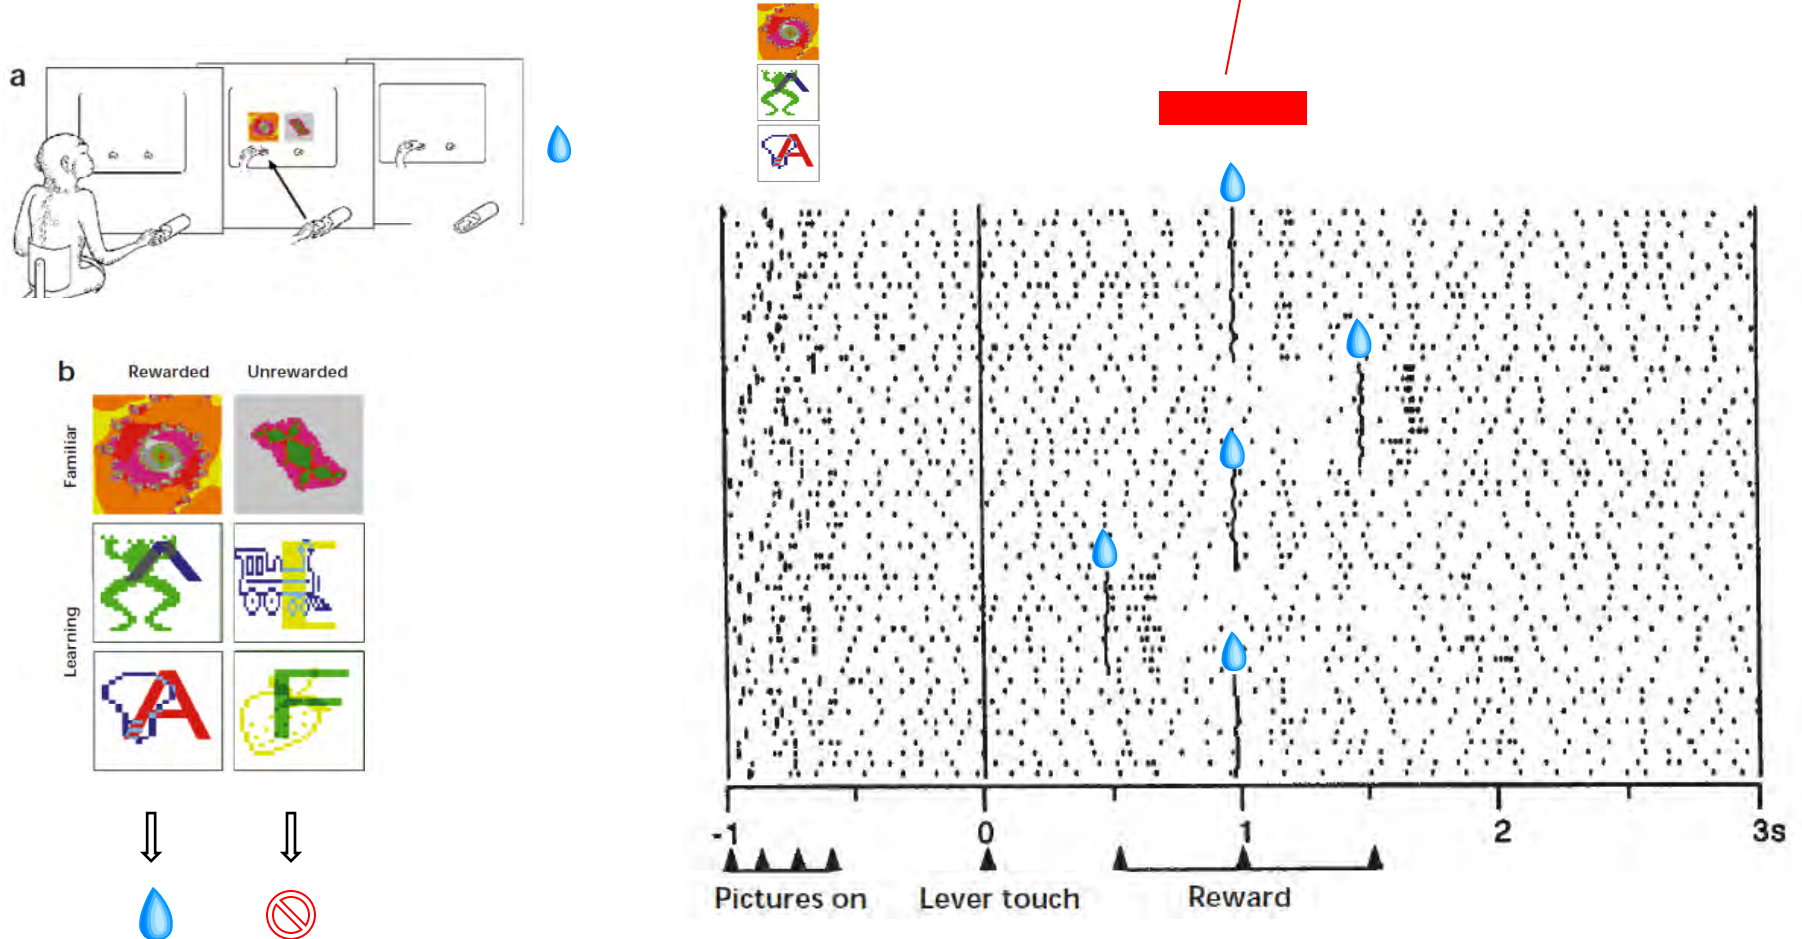 a
b
Rewarded Unrewarded
Familiar
Learning
-1 0 1 2 3s
Pictures on Lever touch Reward